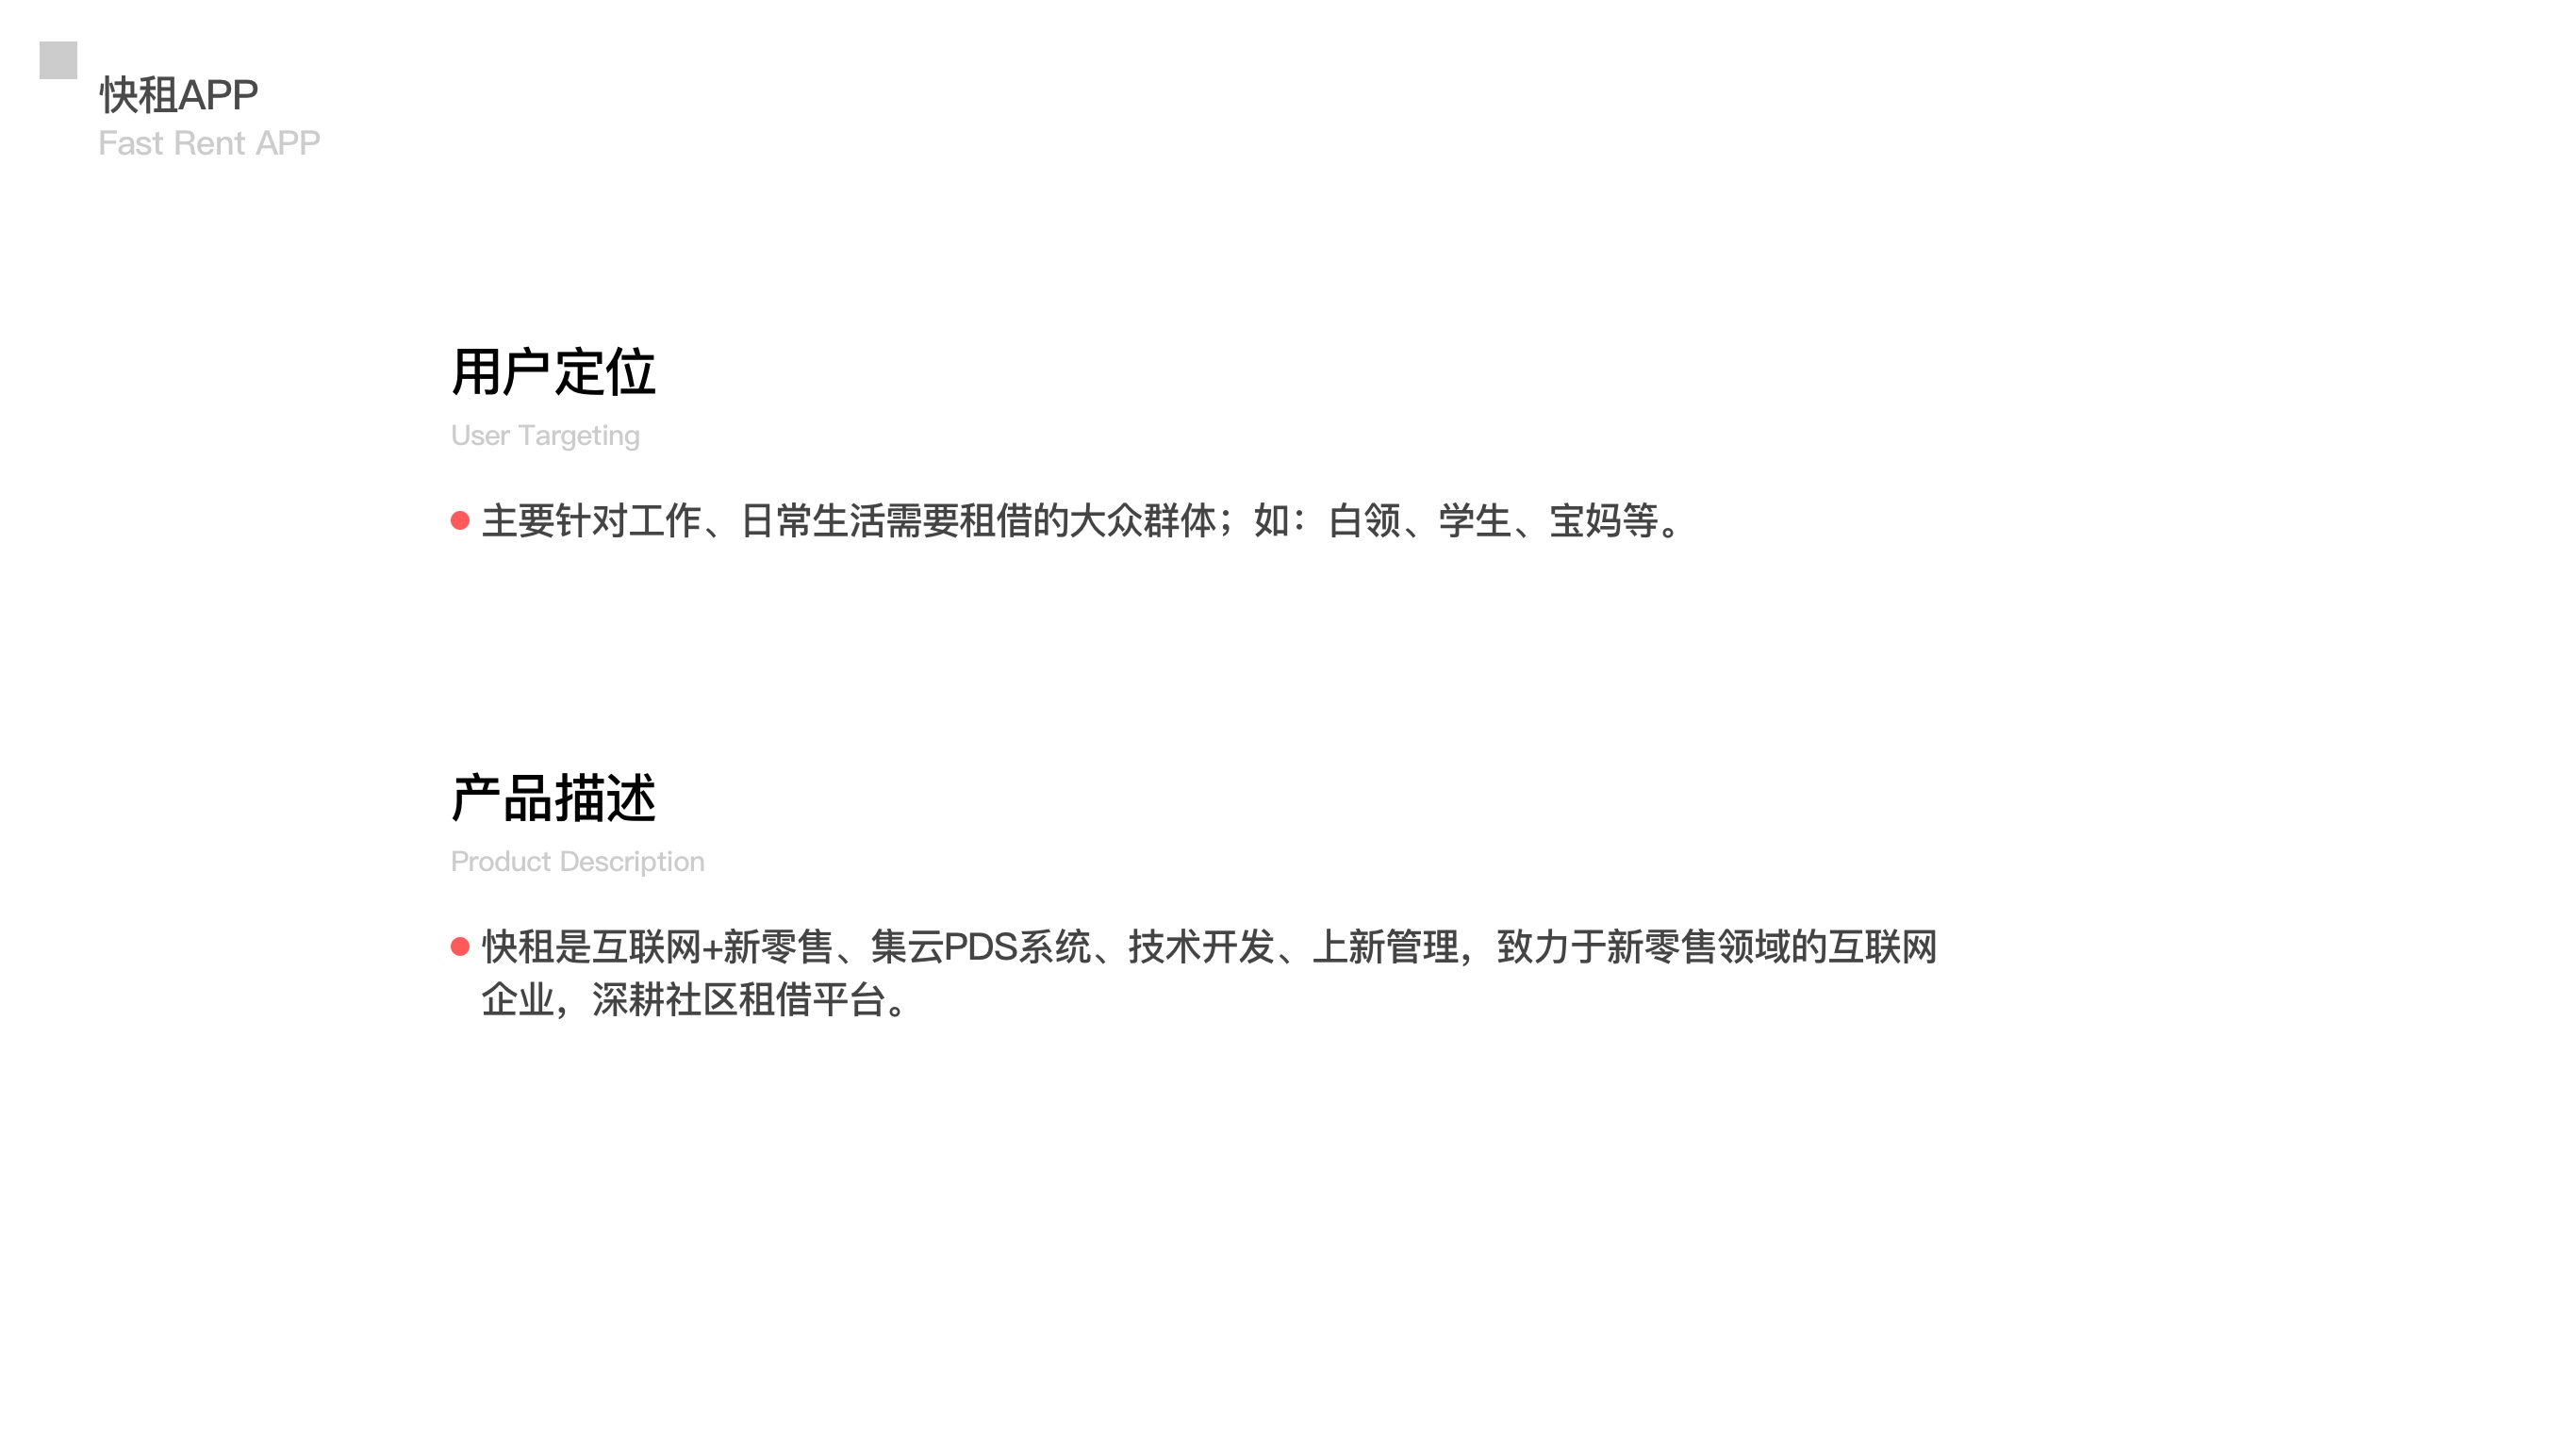 快租APP
Fast Rent APP
用户定位
User Targeting
主要针对工作、日常生活需要租借的大众群体；如：白领、学生、宝妈等。
产品描述
Product Description
快租是互联网+新零售、集云PDS系统、技术开发、上新管理，致力于新零售领域的互联网
企业，深耕社区租借平台。